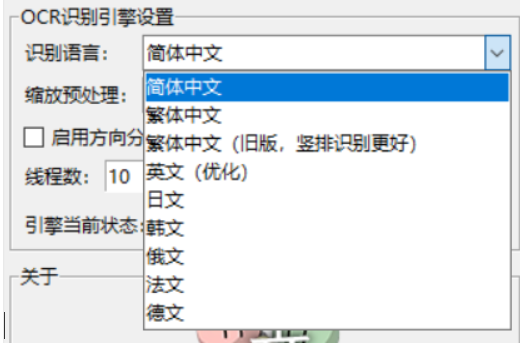 OCR识别引擎设置
识别语言： 简体中文
简体中文
缩放预处理：
繁体中文
繁体中文（旧版，竖排识别更好）
启用方向分
英文（优化）
线程数： 10
日文
引擎当前状态：
韩文
俄文
关于
法文
德文